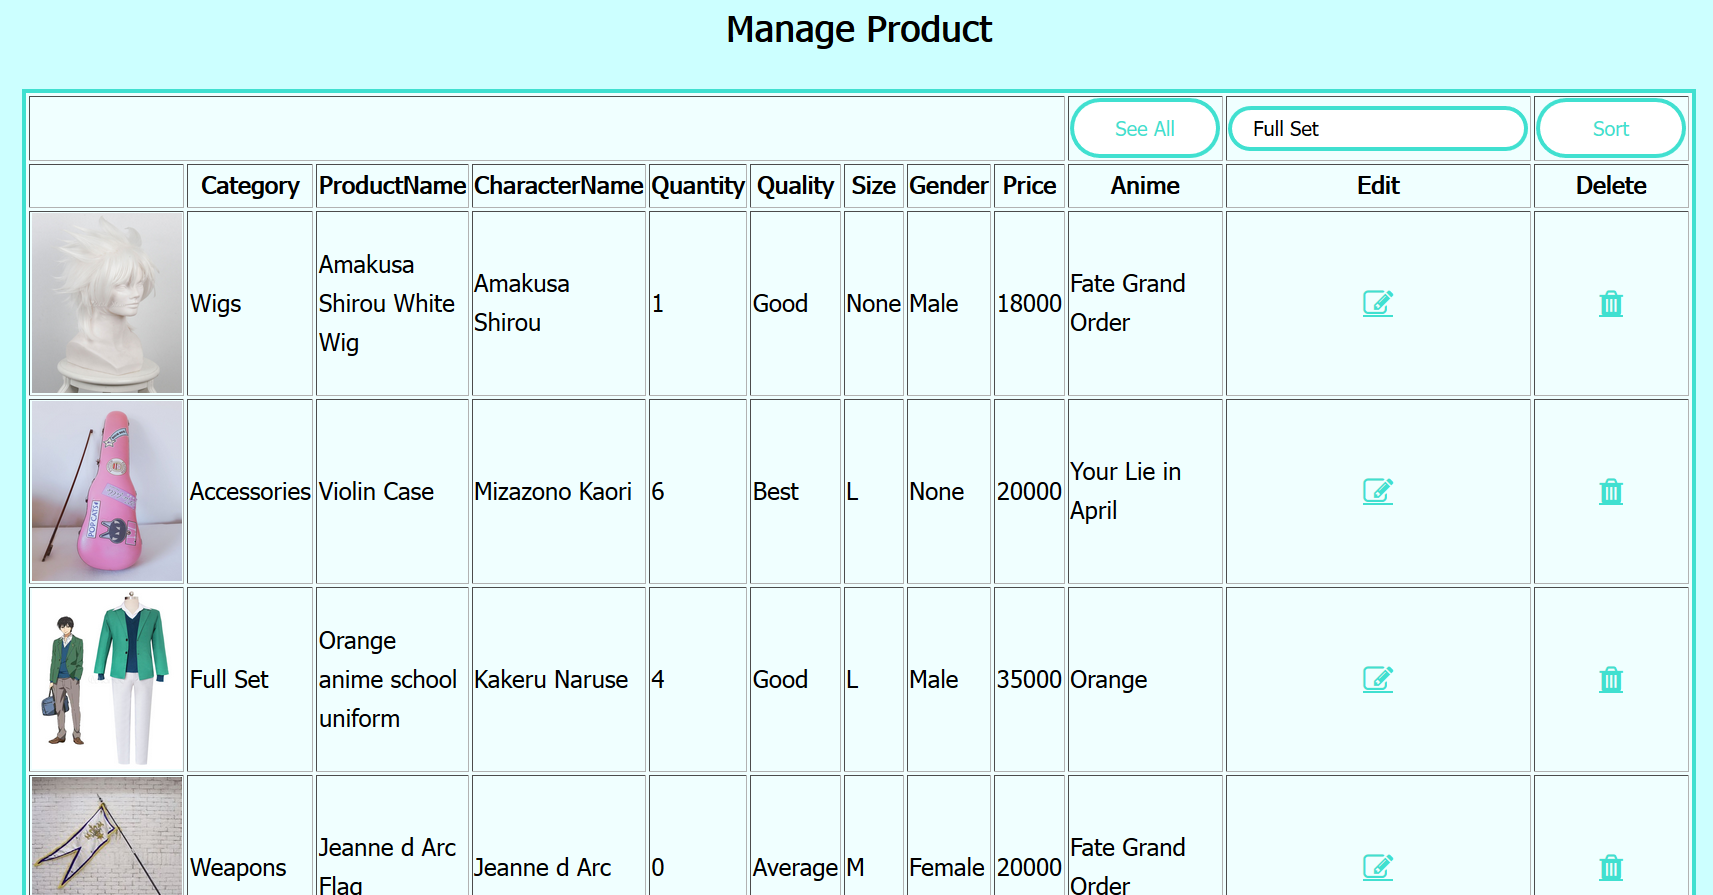 Manage Product
See All
Full Set
Sort
Category ProductName CharacterName Quantity Quality Size Gender Price Anime Edit Delete
Wigs
Amakusa
Shirou White
Wig
Amakusa
Shirou
1
Good
None
Male
18000
Fate Grand
Order
POP CATS
Accessories
Violin Case
Mizazono Kaori
6
Best
L
None
20000
Your Lie in
April
Full Set
Orange
anime school
uniform
Kakeru Naruse
4
Good
L
Male
35000
Orange
Weapons
Jeanne d Arc
Flag
Jeanne d Arc
0
Average
M
Female
20000
Fate Grand
Order